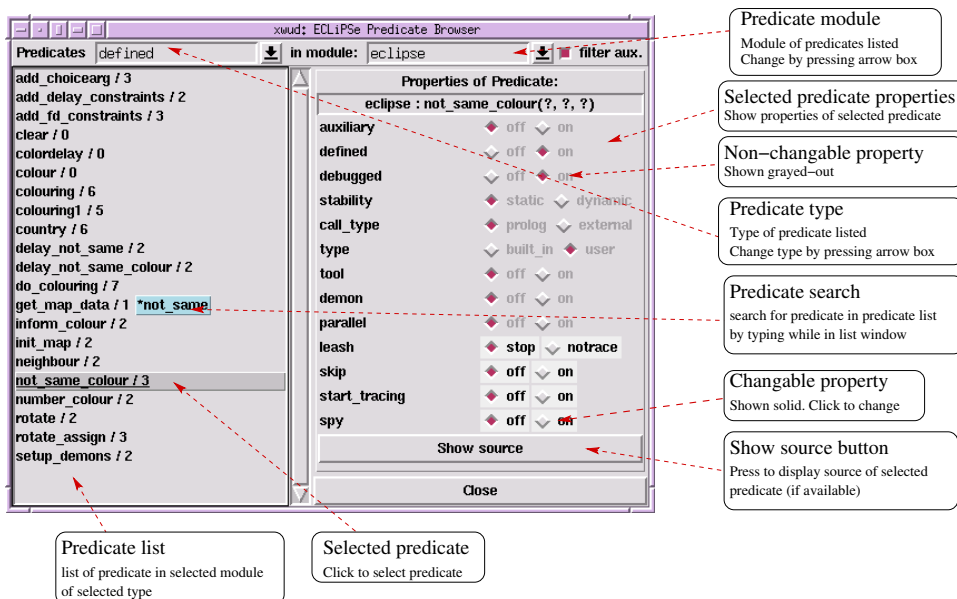 xwud: ECLiPSe Predicate Browser
Predicates defined in module: eclipse filter aux.
add_choicearg / 3
add_delay_constraints / 2
add_fd_constraints / 3
clear / 0
colordelay / 0
colour / 0
colouring / 6
colouring1 / 5
country / 6
delay_not_same / 2
delay_not_same_colour / 2
do_colouring / 7
get_map_data / 1 *not_same
inform_colour / 2
init_map / 2
neighbour / 2
not_same_colour / 3
number_colour / 2
rotate / 2
rotate_assign / 3
setup_demons / 2
Properties of Predicate:
eclipse : not_same_colour(?, ?, ?)
auxiliary off on
defined off on
debugged off on
stability static dynamic
call_type prolog external
type built_in user
tool off on
demon off on
parallel off on
leash stop notrace
skip off on
start_tracing off on
spy off on
Show source
Close
Predicate module
Module of predicates listed
Change by pressing arrow box
Selected predicate properties
Show properties of selected predicate
Non−changable property
Shown grayed−out
Predicate type
Type of predicate listed
Change type by pressing arrow box
Predicate search
search for predicate in predicate list
by typing while in list window
Changable property
Shown solid. Click to change
Show source button
Press to display source of selected
predicate (if available)
Predicate list
list of predicate in selected module
of selected type
Selected predicate
Click to select predicate